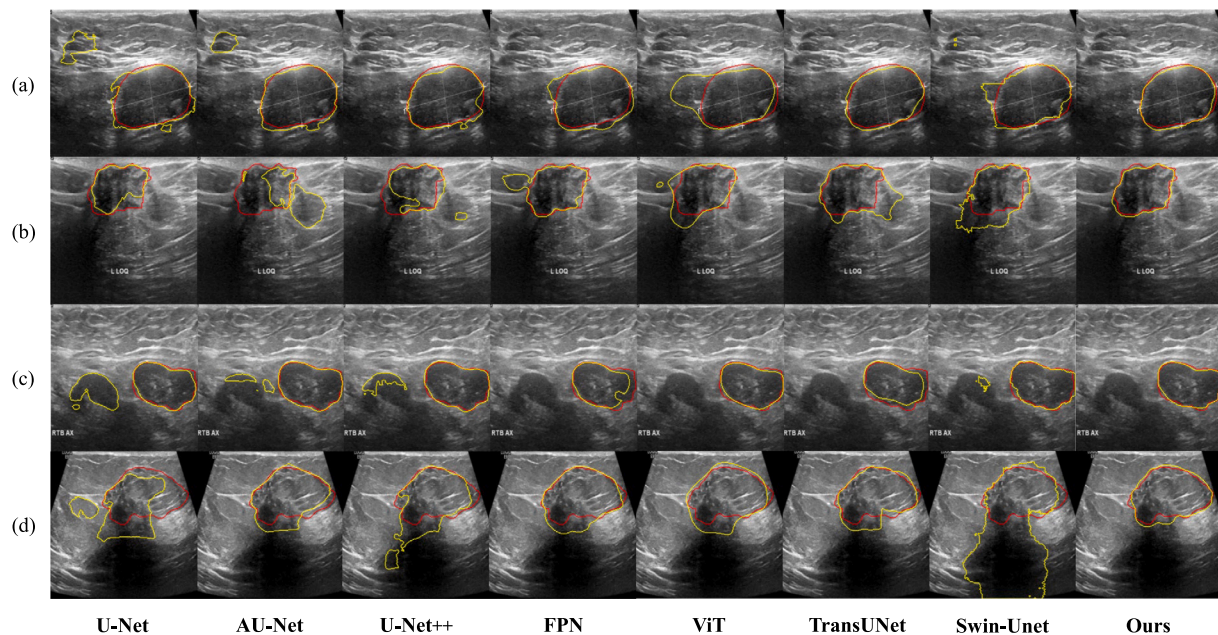 (a)
(b)
L LOQ L LOQ L LOQ L LOQ L LOQ L LOQ L LOQ L LOQ
(c)
RTB AX RTB AX RTB AX RTB AX RTB AX RTB AX RTB AX RTB AX
(d)
U-Net AU-Net U-Net++ FPN ViT TransUNet Swin-Unet Ours